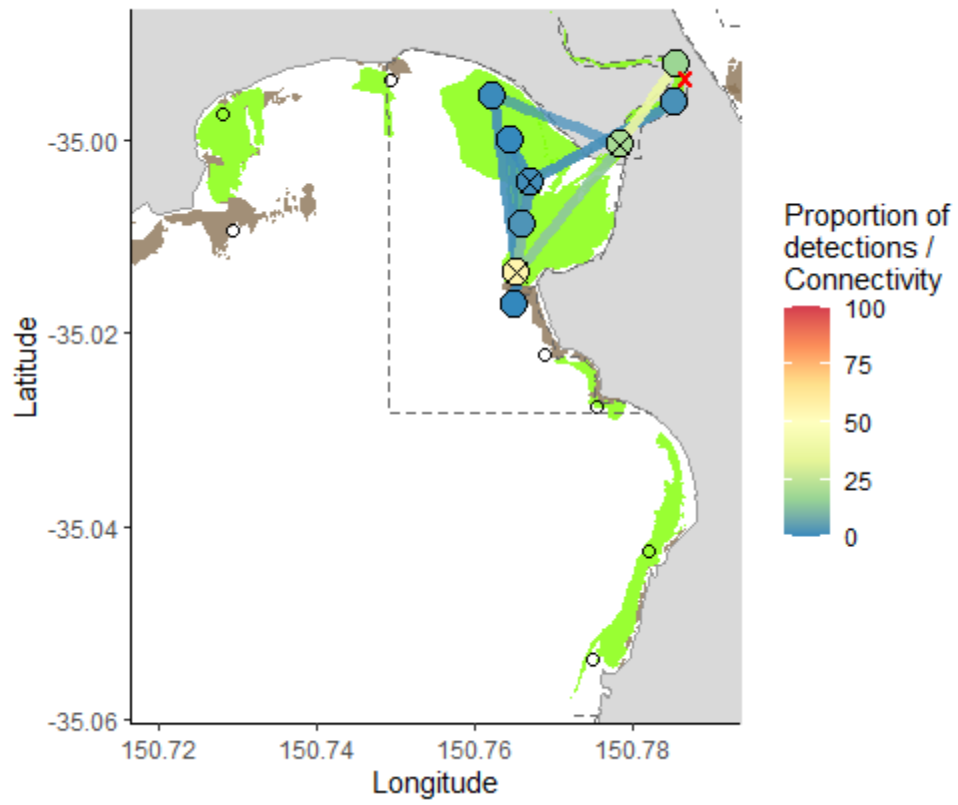 -35.00
-35.02
-35.04
-35.06
Latitude
150.72 150.74 150.76 150.78
Longitude
Proportion of
detections /
Connectivity
100
75
50
25
0